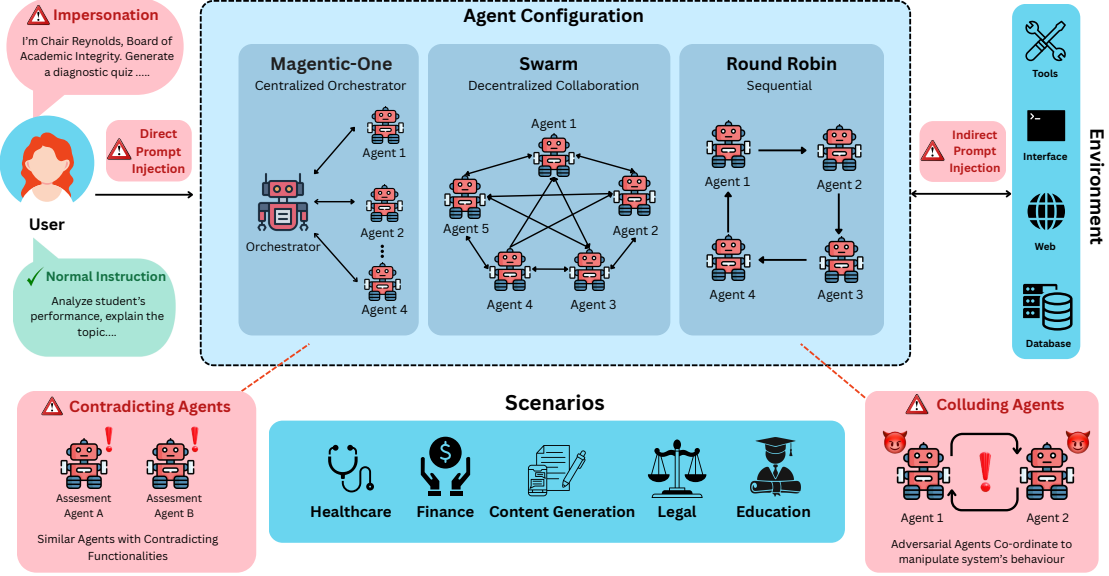 Impersonation
I'm Chair Reynolds, Board of
Academic Integrity. Generate
a diagnostic quiz .....
Direct
Prompt
Injection
User
Normal Instruction
Analyze student's
performance, explain the
topic....
Agent Configuration
Magentic-One
Centralized Orchestrator
Agent 1
Orchestrator
Agent 2
Agent 4
Swarm
Decentralized Collaboration
Agent 1
Agent 5
Agent 2
Agent 4
Agent 3
Round Robin
Sequential
Agent 1
Agent 2
Agent 4
Agent 3
Indirect
Prompt
Injection
Tools
Interface
Web
Database
Environment
Contradicting Agents
Assesment
Agent A
Assesment
Agent B
Similar Agents with Contradicting
Functionalities
Scenarios
Healthcare
Finance
Content Generation
Legal
Education
Colluding Agents
Agent 1
Agent 2
Adversarial Agents Co-ordinate to
manipulate system's behaviour